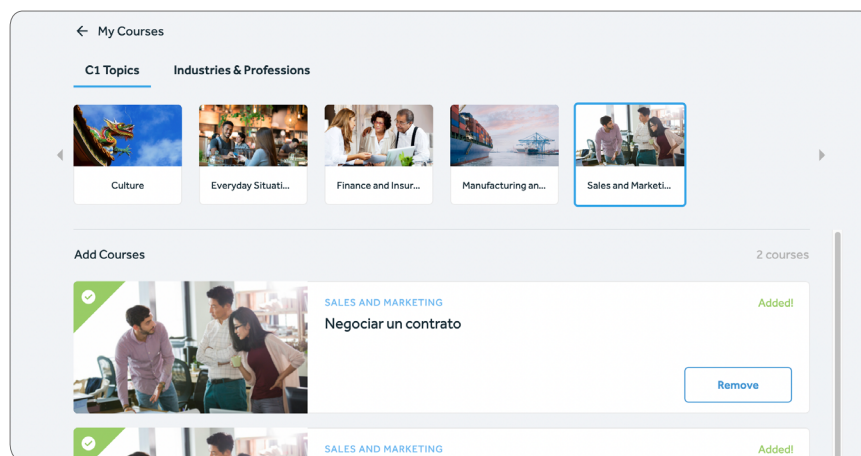 My Courses
C1 Topics
Industries & Professions
Culture
Everyday Situati...
Finance and Insur...
Manufacturing an...
Sales and Marketi...
Add Courses
2 courses
SALES AND MARKETING
Added!
Negociar un contrato
Remove
SALES AND MARKETING
Added!